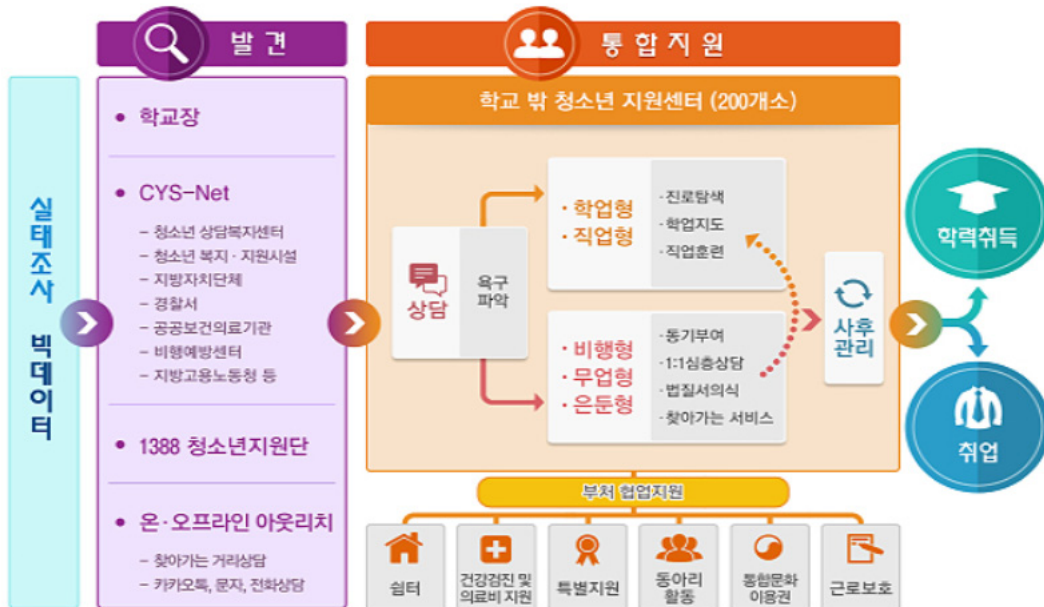 발견
통합지원
실태조사 빅데이터
• 학교장
• CYS-Net
– 청소년 상담복지센터
– 청소년 복지·지원시설
– 지방자치단체
– 경찰서
– 공공보건의료기관
– 비행예방센터
– 지방고용노동청 등
• 1388 청소년지원단
• 온·오프라인 아웃리치
– 찾아가는 거리상담
– 카카오톡, 문자, 전화상담
학교 밖 청소년 지원센터 (200개소)
상담
욕구
파악
·학업형
·직업형
·진로탐색
·학업지도
·직업훈련
·비행형
·무업형
·은둔형
·동기부여
·1:1심층상담
·법질서의식
·찾아가는 서비스
사후
관리
학력취득
취업
부처 협업지원
쉼터
건강검진 및
의료비 지원
특별지원
동아리
활동
통합문화
이용권
근로보호